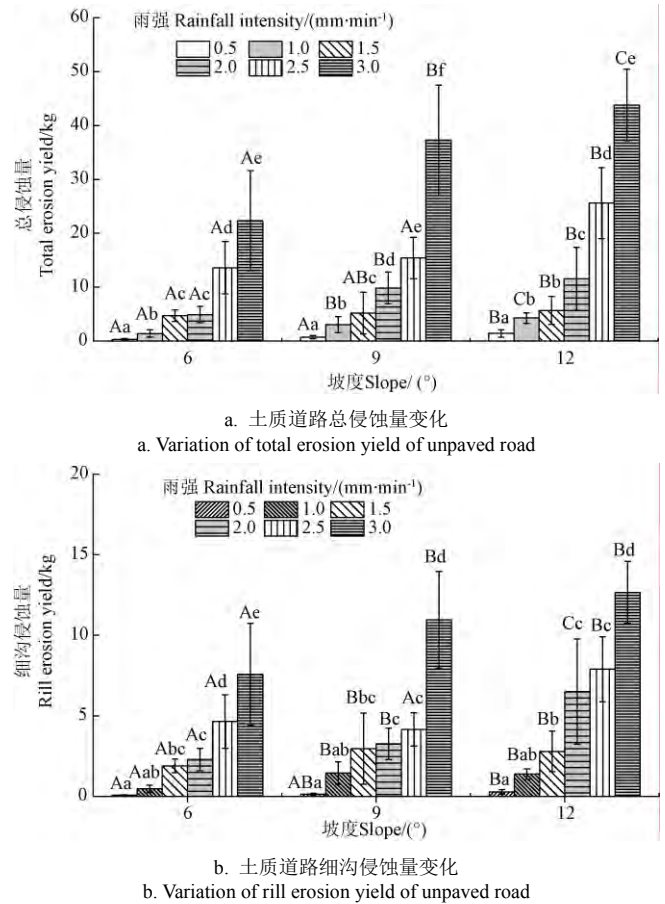 雨强 Rainfall intensity/(mm·min⁻¹)
0.5 1.0 1.5
2.0 2.5 3.0
总侵蚀量
Total erosion yield/kg
60
50
40
30
20
10
0
Aa Ab Ac Ac Ad Ae
Aa Bb ABc Bd Ae Bf
Ba Cb Bb Bc Bd Ce
6 9 12
坡度Slope/ (°)
a. 土质道路总侵蚀量变化
a. Variation of total erosion yield of unpaved road
雨强 Rainfall intensity/(mm·min⁻¹)
0.5 1.0 1.5
2.0 2.5 3.0
细沟侵蚀量
Rill erosion yield/kg
20
15
10
5
0
Aa Aab Abc Ac Ad Ae
ABa Bab Bbc Bc Ac Bd
Ba Bab Bb Cc Bc Bd
6 9 12
坡度Slope/(°)
b. 土质道路细沟侵蚀量变化
b. Variation of rill erosion yield of unpaved road